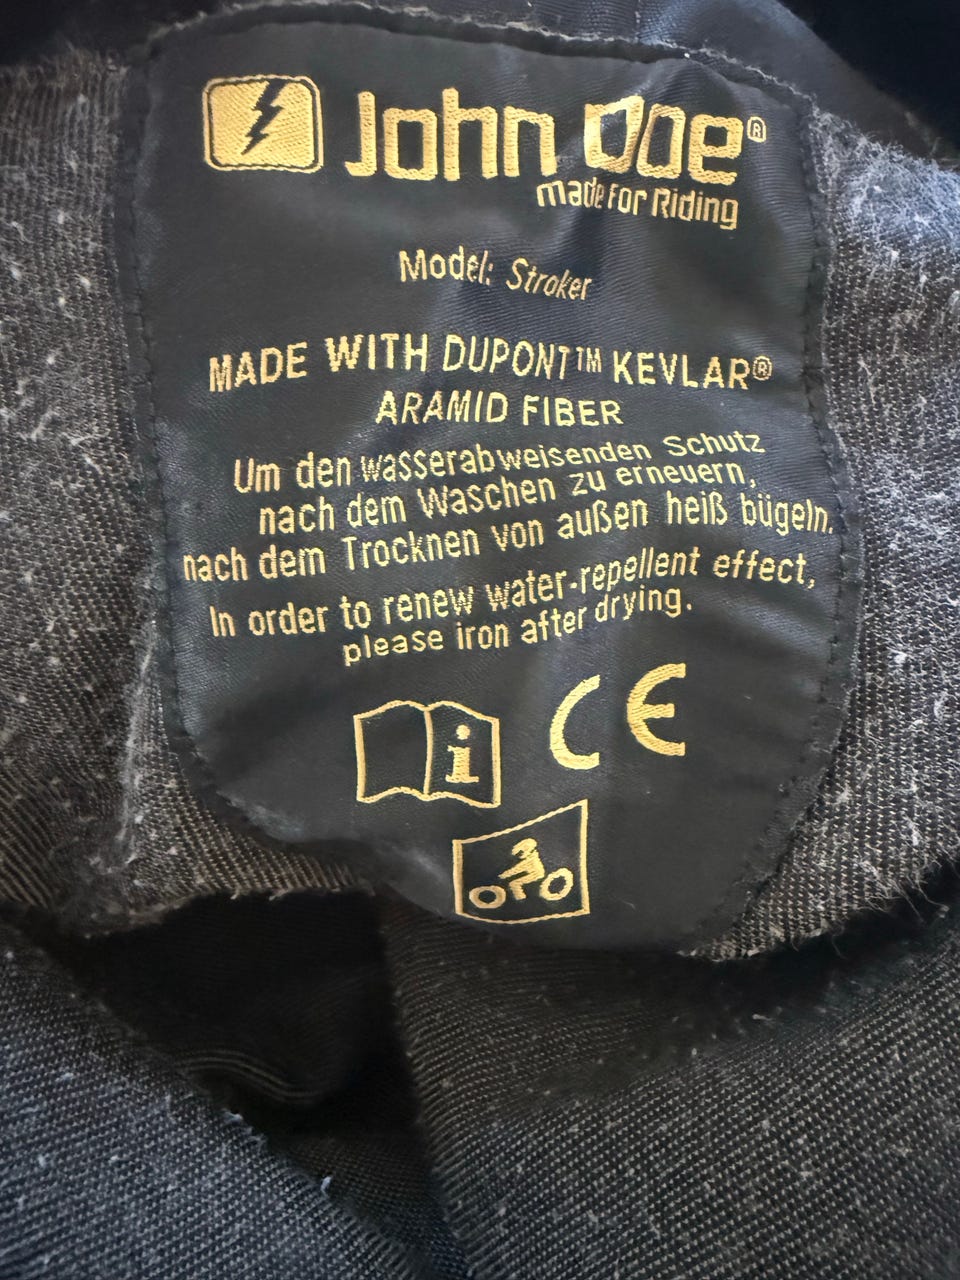 John Doe®
made for Riding
Model: Stroker
MADE WITH DUPONT™ KEVLAR®
ARAMID FIBER
Um den wasserabweisenden Schutz
nach dem Waschen zu erneuern,
nach dem Trocknen von außen heiß bügeln.
In order to renew water-repellent effect,
please iron after drying.
i CE